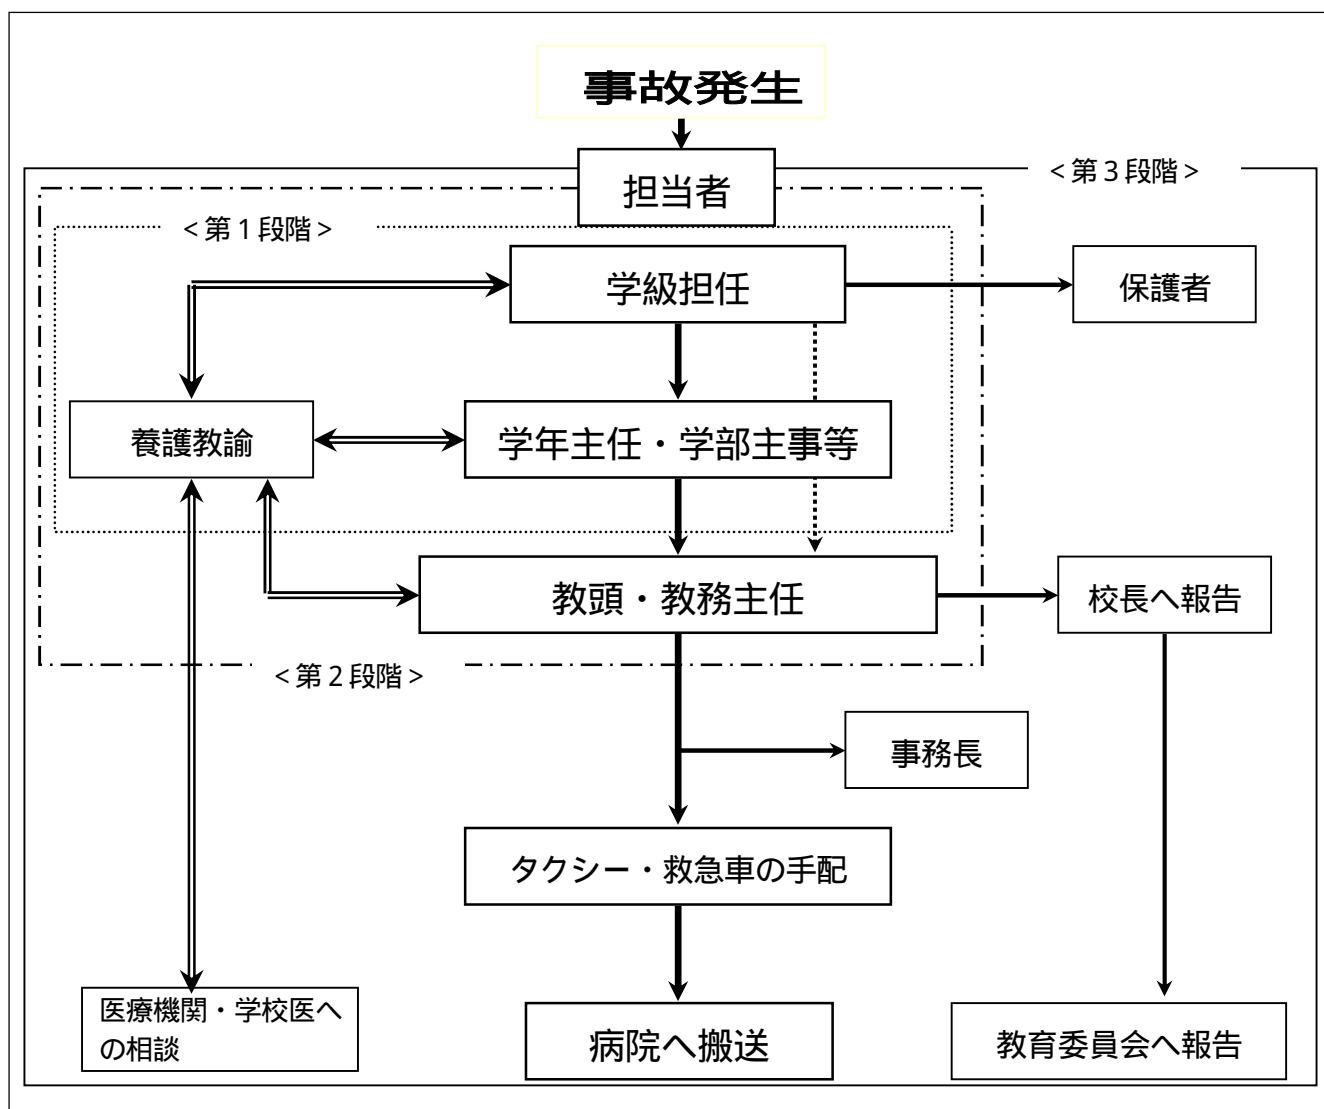 事故発生
担当者
<第３段階>
<第１段階>
学級担任
保護者
養護教諭
学年主任・学部主事等
教頭・教務主任
校長へ報告
<第２段階>
事務長
タクシー・救急車の手配
医療機関・学校医へ
の相談
病院へ搬送
教育委員会へ報告